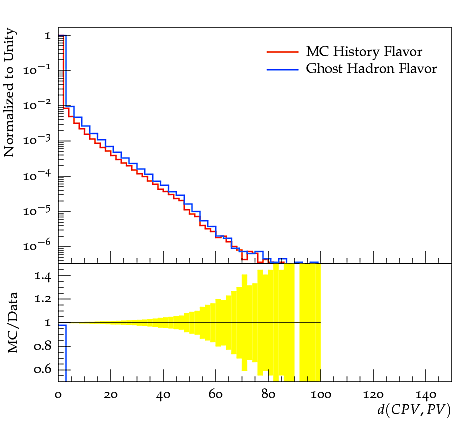 Normalized to Unity
MC History Flavor
Ghost Hadron Flavor
1
10−1
10−2
10−3
10−4
10−5
10−6
MC/Data
1.4
1.2
1
0.8
0.6
0 20 40 60 80 100 120 140
d(CPV, PV)